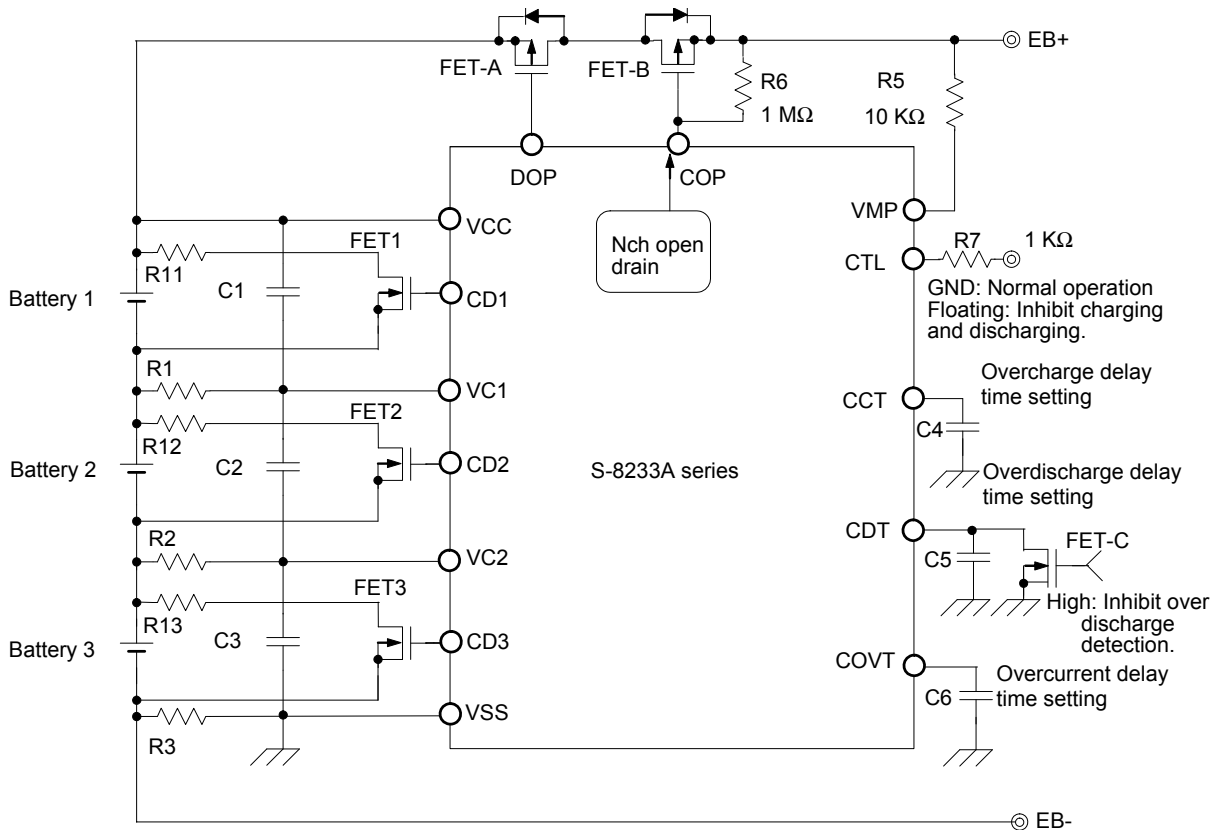 EB+
FET-A
FET-B
R6
1 MΩ
R5
10 KΩ
DOP
COP
VMP
Nch open
drain
VCC
FET1
R11
C1
Battery 1
CD1
CTL
R7
1 KΩ
GND: Normal operation
Floating: Inhibit charging
and discharging.
R1
VC1
FET2
R12
C2
Battery 2
CD2
S-8233A series
CCT
Overcharge delay
time setting
C4
Overdischarge delay
time setting
R2
VC2
FET3
R13
C3
Battery 3
CD3
CDT
C5
FET-C
High: Inhibit over
discharge
detection.
COVT
C6
Overcurrent delay
time setting
VSS
R3
EB-